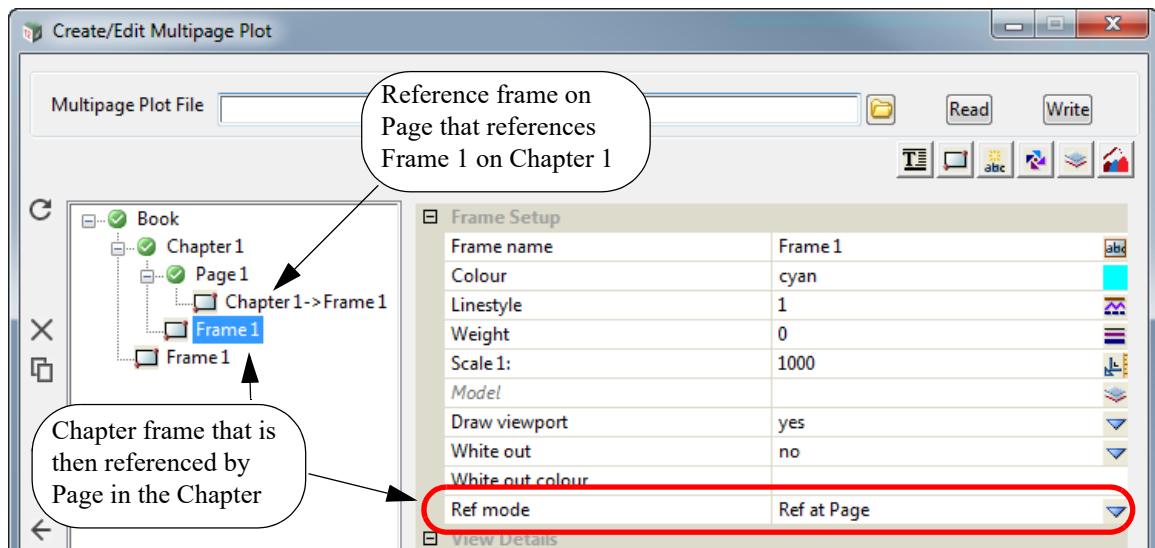 Create/Edit Multipage Plot
Multipage Plot File
Read
Write
Reference frame on
Page that references
Frame 1 on Chapter 1
abc
Book
Chapter 1
Page 1
Chapter 1->Frame 1
Frame 1
Frame 1
Chapter frame that is
then referenced by
Page in the Chapter
Frame Setup
Frame name Frame 1 abc
Colour cyan
Linestyle 1
Weight 0
Scale 1: 1000
Model
Draw viewport yes
White out no
White out colour
Ref mode Ref at Page
View Details